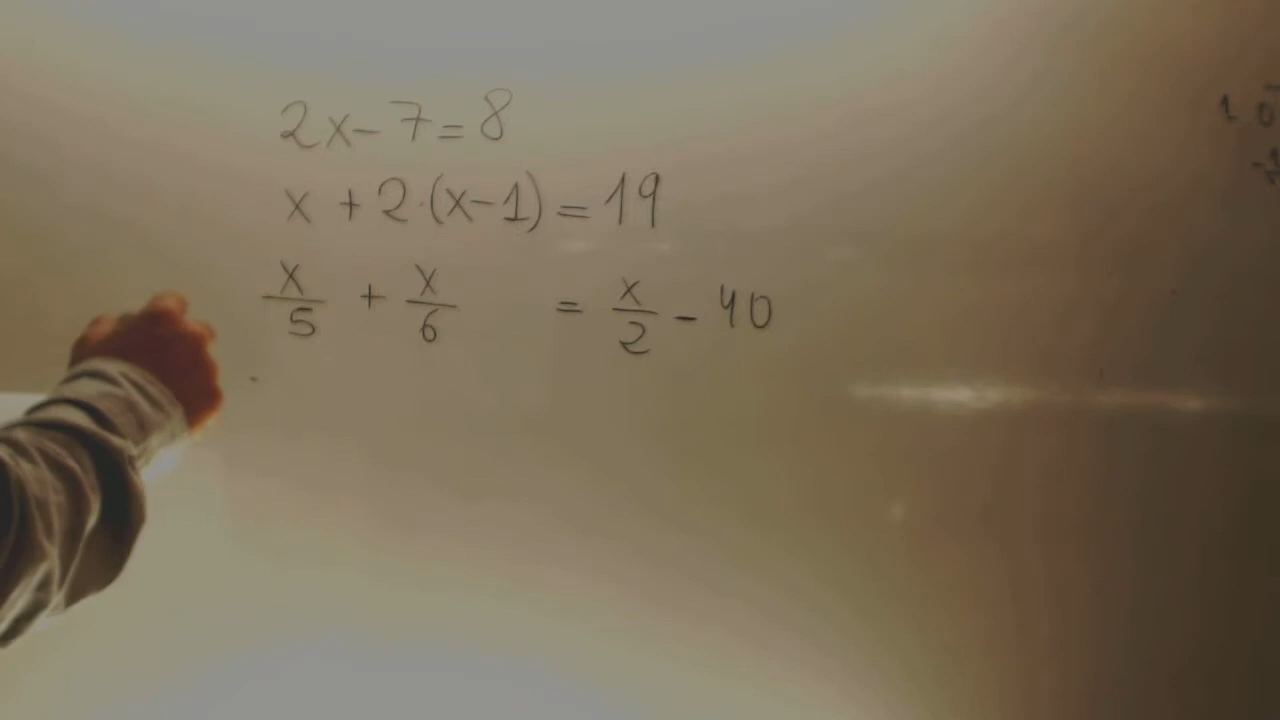 2x-7=8
x+2·(x-1)=19
x/5 + x/6 = x/2 - 40